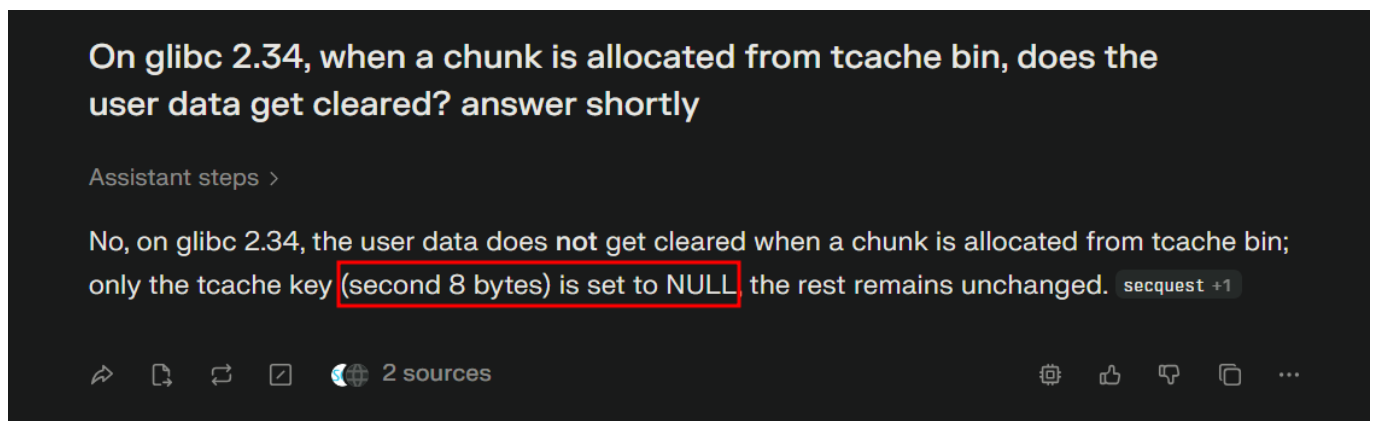 On glibc 2.34, when a chunk is allocated from tcache bin, does the
user data get cleared? answer shortly
Assistant steps >
No, on glibc 2.34, the user data does not get cleared when a chunk is allocated from tcache bin;
only the tcache key (second 8 bytes) is set to NULL, the rest remains unchanged. secquest +1
2 sources